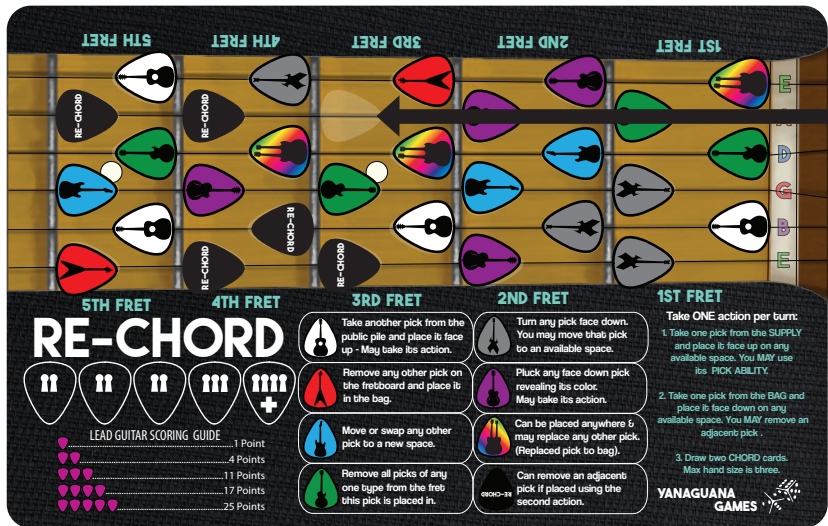 5TH FRET 4TH FRET 3RD FRET 2ND FRET 1ST FRET
E
D
G
B
E
RE-CHORD
RE-CHORD
RE-CHORD
RE-CHORD
RE-CHORD
5TH FRET 4TH FRET 3RD FRET 2ND FRET 1ST FRET
RE-CHORD
LEAD GUITAR SCORING GUIDE
1 Point
4 Points
11 Points
17 Points
25 Points
Take another pick from the
public pile and place it face
up - May take its action.
Remove any other pick on
the fretboard and place it
in the bag.
Move or swap any other
pick to a new space.
Remove all picks of any
one type from the fret
this pick is placed in.
Turn any pick face down.
You may move that pick
to an available space.
Pluck any face down pick
revealing its color.
May take its action.
Can be placed anywhere &
may replace any other pick.
(Replaced pick to bag).
RE-CHORD
Can remove an adjacent
pick if placed using the
second action.
Take ONE action per turn:
1. Take one pick from the SUPPLY
and place it face up on any
available space. You MAY use
its PICK ABILITY.
2. Take one pick from the BAG and
place it face down on any
available space. You MAY remove an
adjacent pick .
3. Draw two CHORD cards.
Max hand size is three.
YANAGUANA
GAMES